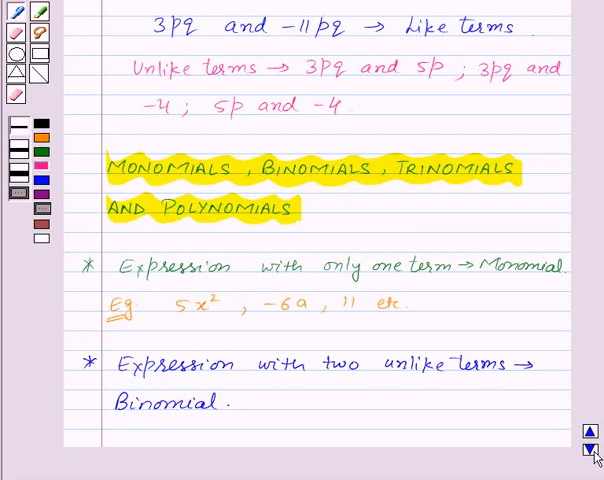 3pq and -11pq → Like terms.
Unlike terms → 3pq and 5p ; 3pq and
-4 ; 5p and -4.
MONOMIALS, BINOMIALS, TRINOMIALS
AND POLYNOMIALS
* Expression with only one term → Monomial.
Eg. 5x², -6a, 11 etc.
* Expression with two unlike terms →
Binomial.